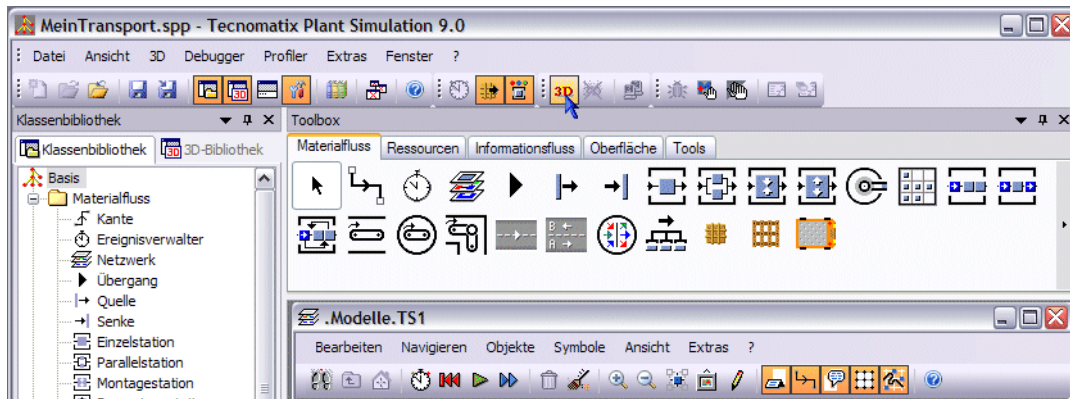 MeinTransport.spp - Tecnomatix Plant Simulation 9.0
Datei Ansicht 3D Debugger Profiler Extras Fenster ?
3D
Klassenbibliothek
Klassenbibliothek 3D-Bibliothek
Basis
Materialfluss
Kante
Ereignisverwalter
Netzwerk
Übergang
Quelle
Senke
Einzelstation
Parallelstation
Montagestation
Toolbox
Materialfluss Ressourcen Informationsfluss Oberfläche Tools
B
A
.Modelle.TS1
Bearbeiten Navigieren Objekte Symbole Ansicht Extras ?